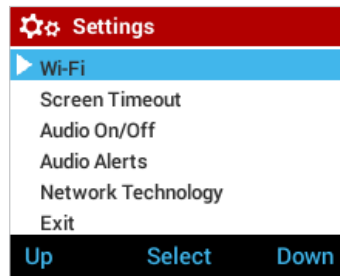 Settings
Wi-Fi
Screen Timeout
Audio On/Off
Audio Alerts
Network Technology
Exit
Up Select Down